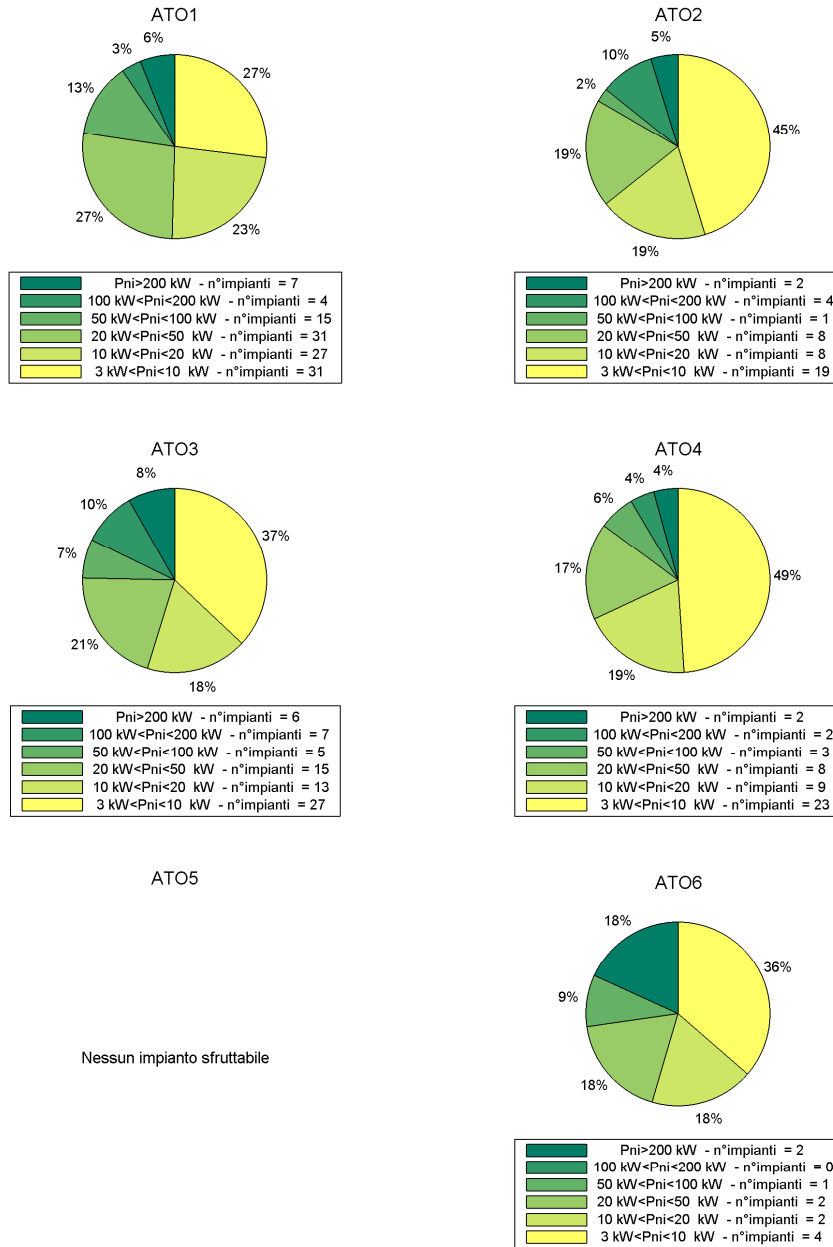 ATO1
6%
3%
27%
13%
27%
23%
Pni>200 kW - n°impianti = 7
100 kW<Pni<200 kW - n°impianti = 4
50 kW<Pni<100 kW - n°impianti = 15
20 kW<Pni<50 kW - n°impianti = 31
10 kW<Pni<20 kW - n°impianti = 27
3 kW<Pni<10 kW - n°impianti = 31
ATO2
5%
10%
2%
45%
19%
19%
Pni>200 kW - n°impianti = 2
100 kW<Pni<200 kW - n°impianti = 4
50 kW<Pni<100 kW - n°impianti = 1
20 kW<Pni<50 kW - n°impianti = 8
10 kW<Pni<20 kW - n°impianti = 8
3 kW<Pni<10 kW - n°impianti = 19
ATO3
8%
10%
37%
7%
21%
18%
Pni>200 kW - n°impianti = 6
100 kW<Pni<200 kW - n°impianti = 7
50 kW<Pni<100 kW - n°impianti = 5
20 kW<Pni<50 kW - n°impianti = 15
10 kW<Pni<20 kW - n°impianti = 13
3 kW<Pni<10 kW - n°impianti = 27
ATO4
4%
4%
6%
17%
49%
19%
Pni>200 kW - n°impianti = 2
100 kW<Pni<200 kW - n°impianti = 2
50 kW<Pni<100 kW - n°impianti = 3
20 kW<Pni<50 kW - n°impianti = 8
10 kW<Pni<20 kW - n°impianti = 9
3 kW<Pni<10 kW - n°impianti = 23
ATO5
Nessun impianto sfruttabile
ATO6
18%
36%
9%
18%
18%
Pni>200 kW - n°impianti = 2
100 kW<Pni<200 kW - n°impianti = 0
50 kW<Pni<100 kW - n°impianti = 1
20 kW<Pni<50 kW - n°impianti = 2
10 kW<Pni<20 kW - n°impianti = 2
3 kW<Pni<10 kW - n°impianti = 4